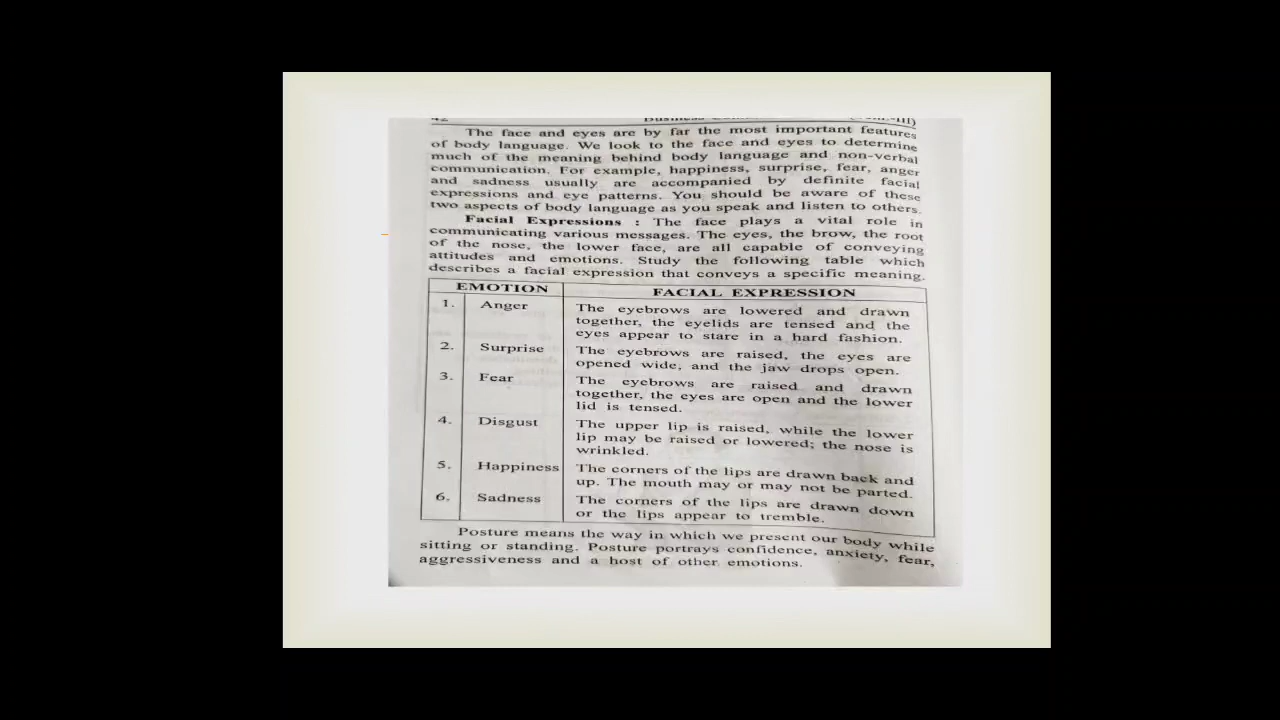 42
The face and eyes are by far the most important features
of body language. We look to the face and eyes to determine
much of the meaning behind body language and non-verbal
communication. For example, happiness, surprise, fear, anger
and sadness usually are accompanied by definite facial
expressions and eye patterns. You should be aware of these
two aspects of body language as you speak and listen to others.
Facial Expressions : The face plays a vital role in
communicating various messages. The eyes, the brow, the root
of the nose, the lower face, are all capable of conveying
attitudes and emotions. Study the following table which
describes a facial expression that conveys a specific meaning.
EMOTION FACIAL EXPRESSION
1. Anger The eyebrows are lowered and drawn
together, the eyelids are tensed and the
eyes appear to stare in a hard fashion.
2. Surprise The eyebrows are raised, the eyes are
opened wide, and the jaw drops open.
3. Fear The eyebrows are raised and drawn
together, the eyes are open and the lower
lid is tensed.
4. Disgust The upper lip is raised, while the lower
lip may be raised or lowered; the nose is
wrinkled.
5. Happiness The corners of the lips are drawn back and
up. The mouth may or may not be parted.
6. Sadness The corners of the lips are drawn down
or the lips appear to tremble.
Posture means the way in which we present our body while
sitting or standing. Posture portrays confidence, anxiety, fear,
aggressiveness and a host of other emotions.